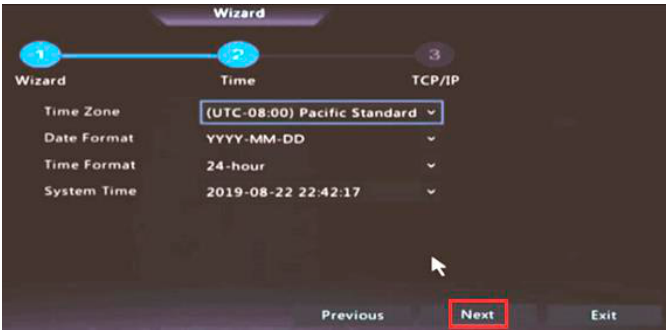 Wizard
1 2 3
Wizard Time TCP/IP
Time Zone (UTC-08:00) Pacific Standard
Date Format YYYY-MM-DD
Time Format 24-hour
System Time 2019-08-22 22:42:17
Previous Next Exit